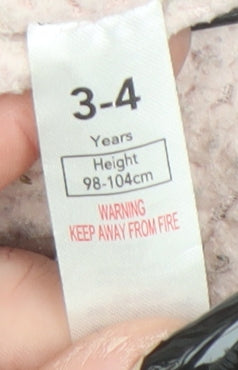 3-4
Years
Height
98-104cm
WARNING
KEEP AWAY FROM FIRE